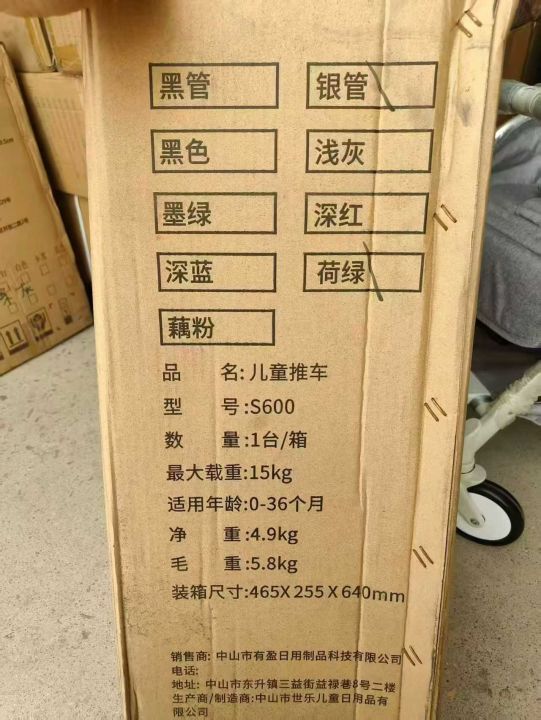 黑管 银管
黑色 浅灰
墨绿 深红
深蓝 荷绿
藕粉
品 名:儿童推车
型 号:S600
数 量:1台/箱
最大载重:15kg
适用年龄:0-36个月
净 重:4.9kg
毛 重:5.8kg
装箱尺寸:465X255X640mm
销售商: 中山市有盈日用制品科技有限公司
电话:
地址: 中山市东升镇三益街益禄巷8号二楼
生产商/制造商:中山市世乐儿童日用品有
限公司